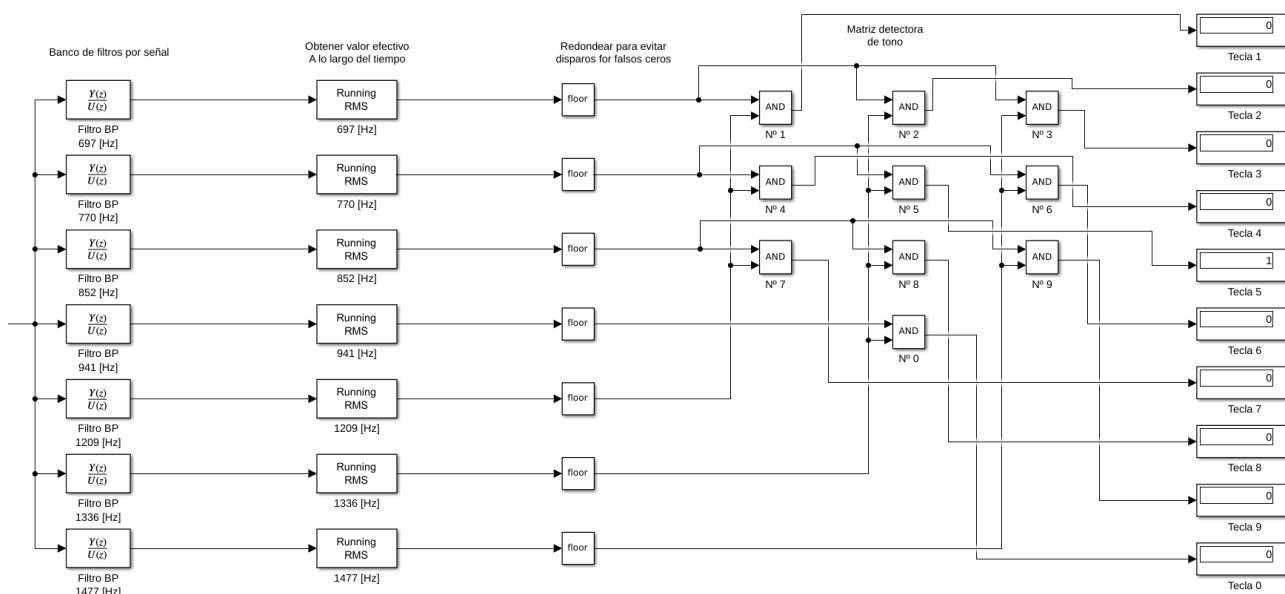 Banco de filtros por señal
Obtener valor efectivo
A lo largo del tiempo
Redondear para evitar
disparos for falsos ceros
Matriz detectora
de tono
0
Tecla 1
Y(z)
U(z)
Filtro BP
697 [Hz]
Running
RMS
697 [Hz]
floor
AND
Nº 1
AND
Nº 2
AND
Nº 3
0
Tecla 2
0
Tecla 3
Y(z)
U(z)
Filtro BP
770 [Hz]
Running
RMS
770 [Hz]
floor
AND
Nº 4
AND
Nº 5
AND
Nº 6
0
Tecla 4
Y(z)
U(z)
Filtro BP
852 [Hz]
Running
RMS
852 [Hz]
floor
AND
Nº 7
AND
Nº 8
AND
Nº 9
1
Tecla 5
Y(z)
U(z)
Filtro BP
941 [Hz]
Running
RMS
941 [Hz]
floor
AND
Nº 0
0
Tecla 6
0
Tecla 7
Y(z)
U(z)
Filtro BP
1209 [Hz]
Running
RMS
1209 [Hz]
floor
0
Tecla 8
Y(z)
U(z)
Filtro BP
1336 [Hz]
Running
RMS
1336 [Hz]
floor
0
Tecla 9
Y(z)
U(z)
Filtro BP
1477 [Hz]
Running
RMS
1477 [Hz]
floor
0
Tecla 0